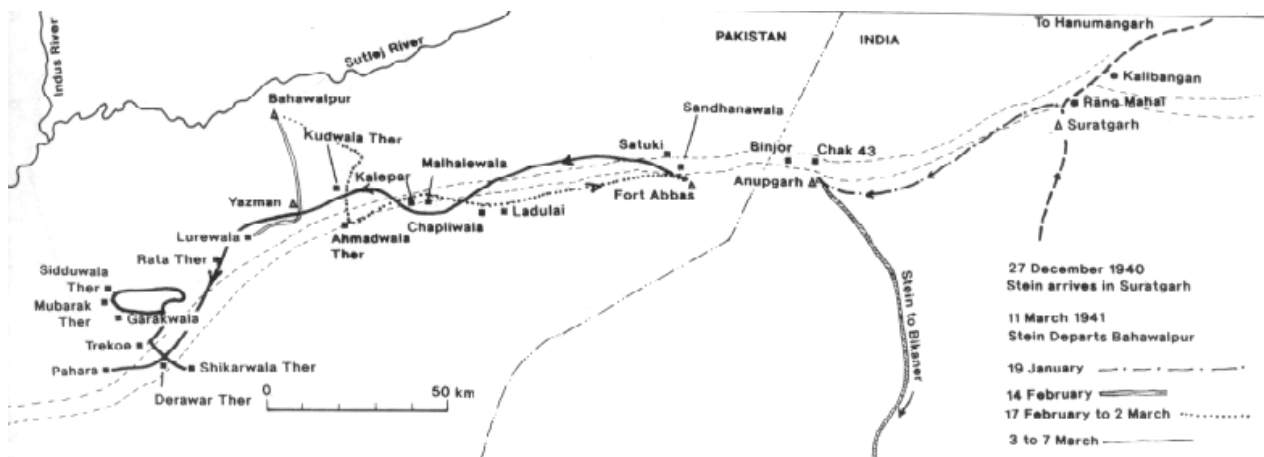 To Hanumangarh
PAKISTAN
INDIA
Indus River
Sutlej River
Kalibangan
Rang Mahal
Suratgarh
Bahawalpur
Sandhanawala
Kudwala Ther
Satuki
Binjor
Chak 43
Malhalewala
Kalepar
Fort Abbas
Anupgarh
Yazman
Ladulai
Chapliwala
Lurewala
Ahmadwala
Ther
Rata Ther
Sidduwala
Ther
Mubarak
Ther
Garakwala
Trekoe
Pahara
Shikarwala Ther
Derawar Ther
0
50 km
Stein to Bikaner
27 December 1940
Stein arrives in Suratgarh
11 March 1941
Stein Departs Bahawalpur
19 January
14 February
17 February to 2 March
3 to 7 March